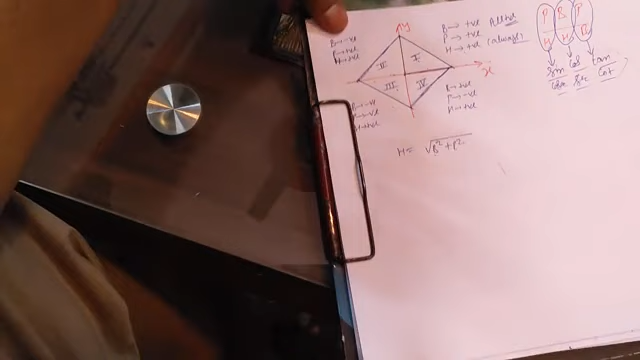 y
B → +ve All +ve
P → +ve
H → +ve (always)
B → -ve
P → +ve
H → +ve
II
I
x
III
IV
B → -ve
P → -ve
H → +ve
B → +ve
P → -ve
H → +ve
H = √B² + P²
P B P
H H B
sin cos tan
cosec sec cot